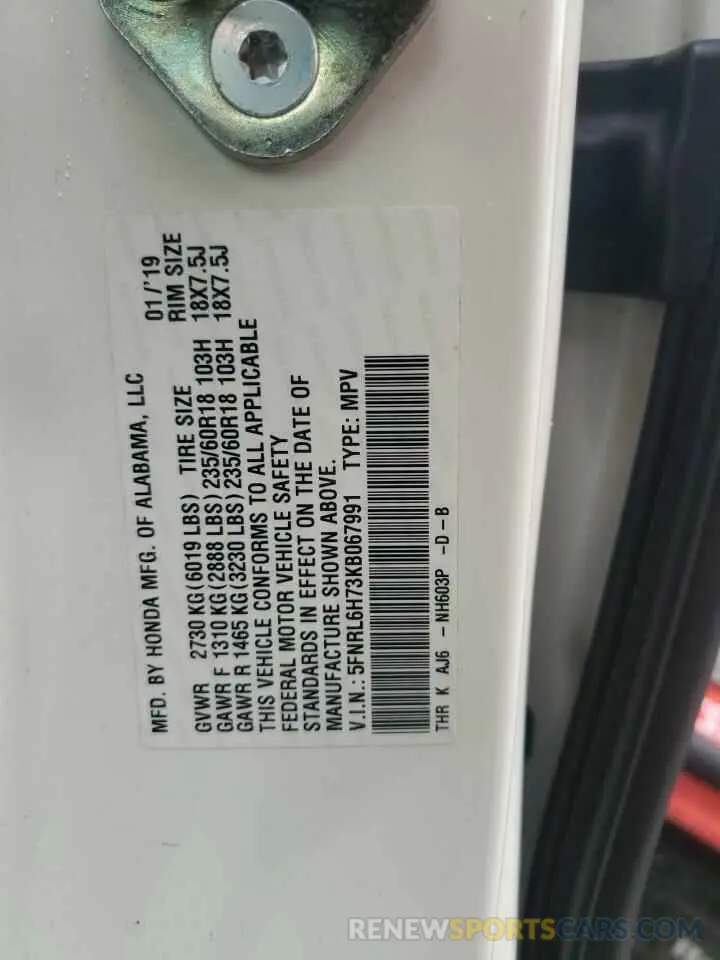 MFD. BY HONDA MFG. OF ALABAMA, LLC 01/'19
GVWR 2730 KG(6019 LBS) TIRE SIZE RIM SIZE
GAWR F 1310 KG(2888 LBS)235/60R18 103H 18X7.5J
GAWR R 1465 KG(3230 LBS)235/60R18 103H 18X7.5J
THIS VEHICLE CONFORMS TO ALL APPLICABLE
FEDERAL MOTOR VEHICLE SAFETY
STANDARDS IN EFFECT ON THE DATE OF
MANUFACTURE SHOWN ABOVE.
V.I.N.: 5FNRL6H73KB067991 TYPE: MPV
THR K AJ6 -NH603P -D-B
RENEWSPORTSCARS.COM